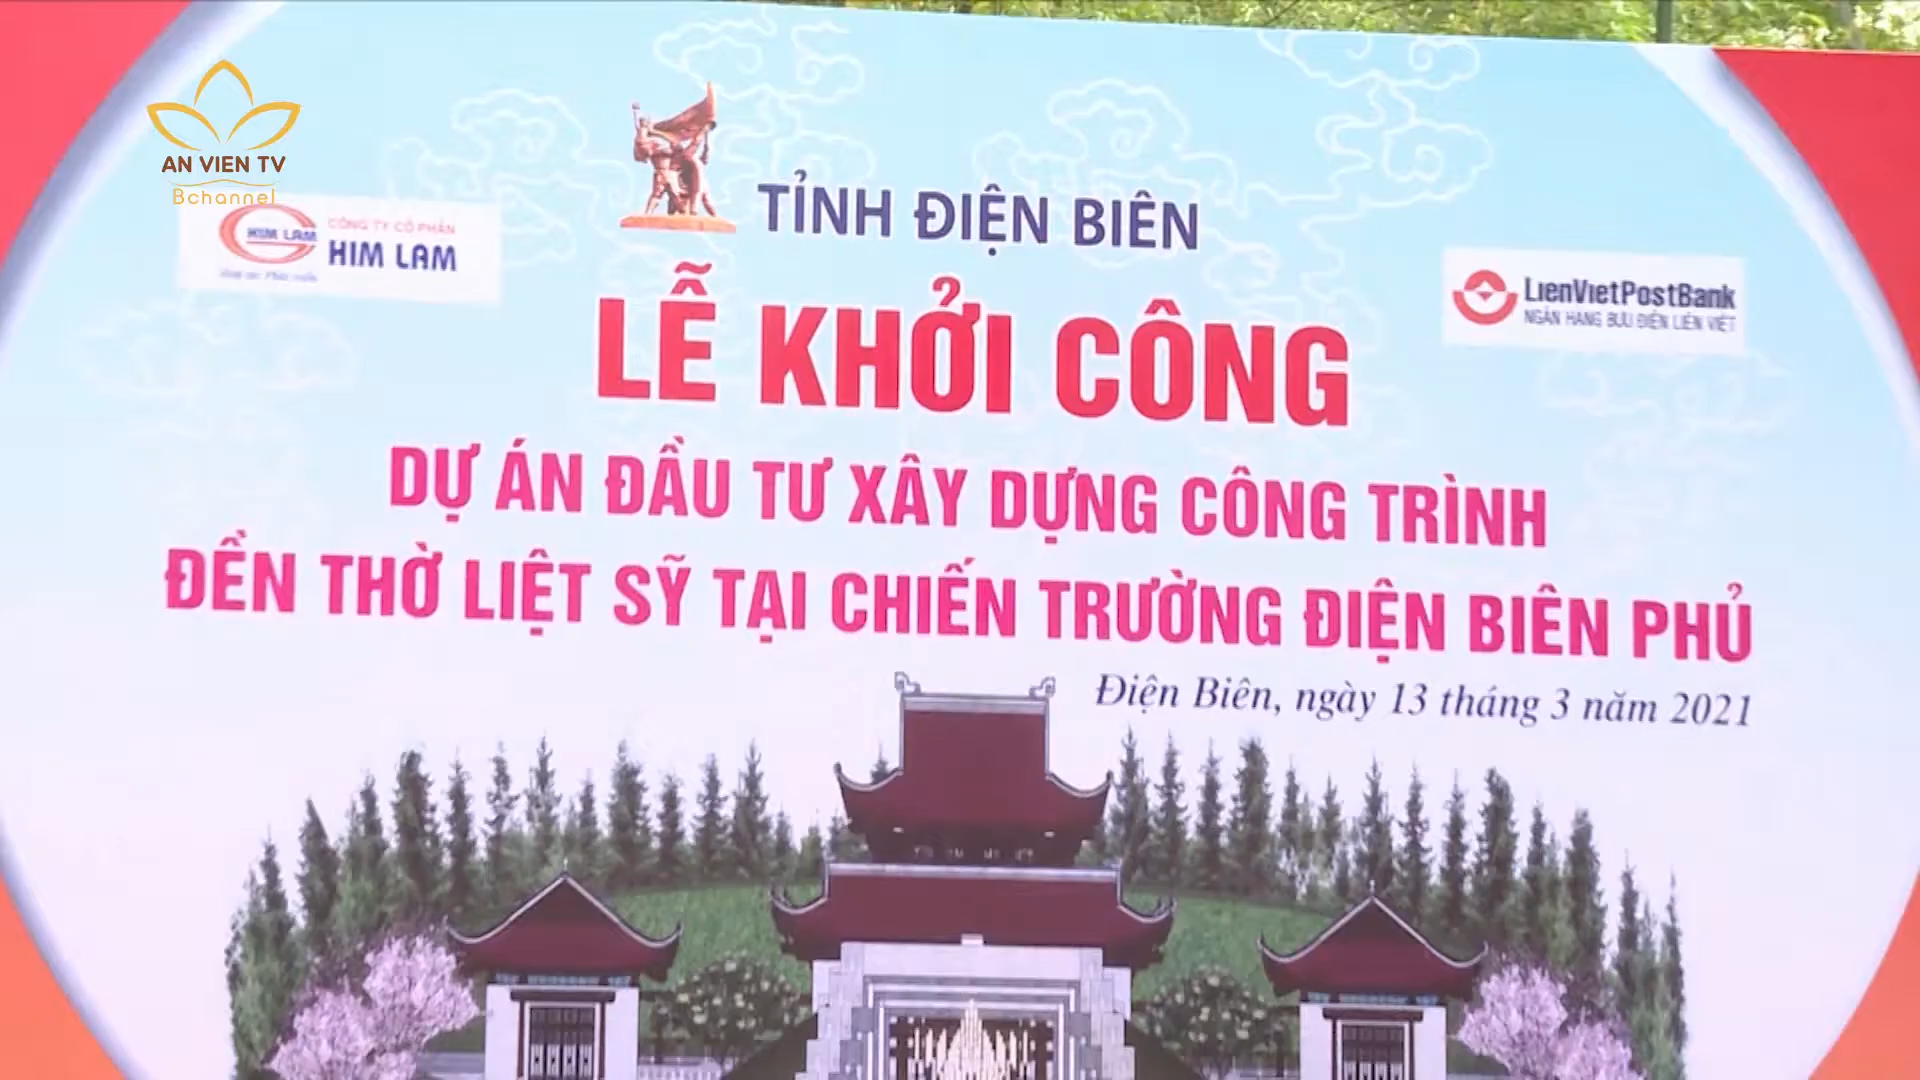 AN VIEN TV
Bchannel
HIM LAM
CÔNG TY CỔ PHẦN
HIM LAM
TỈNH ĐIỆN BIÊN
LienVietPostBank
NGÂN HÀNG BƯU ĐIỆN LIÊN VIỆT
LỄ KHỞI CÔNG
DỰ ÁN ĐẦU TƯ XÂY DỰNG CÔNG TRÌNH
ĐỀN THỜ LIỆT SỸ TẠI CHIẾN TRƯỜNG ĐIỆN BIÊN PHỦ
Điện Biên, ngày 13 tháng 3 năm 2021